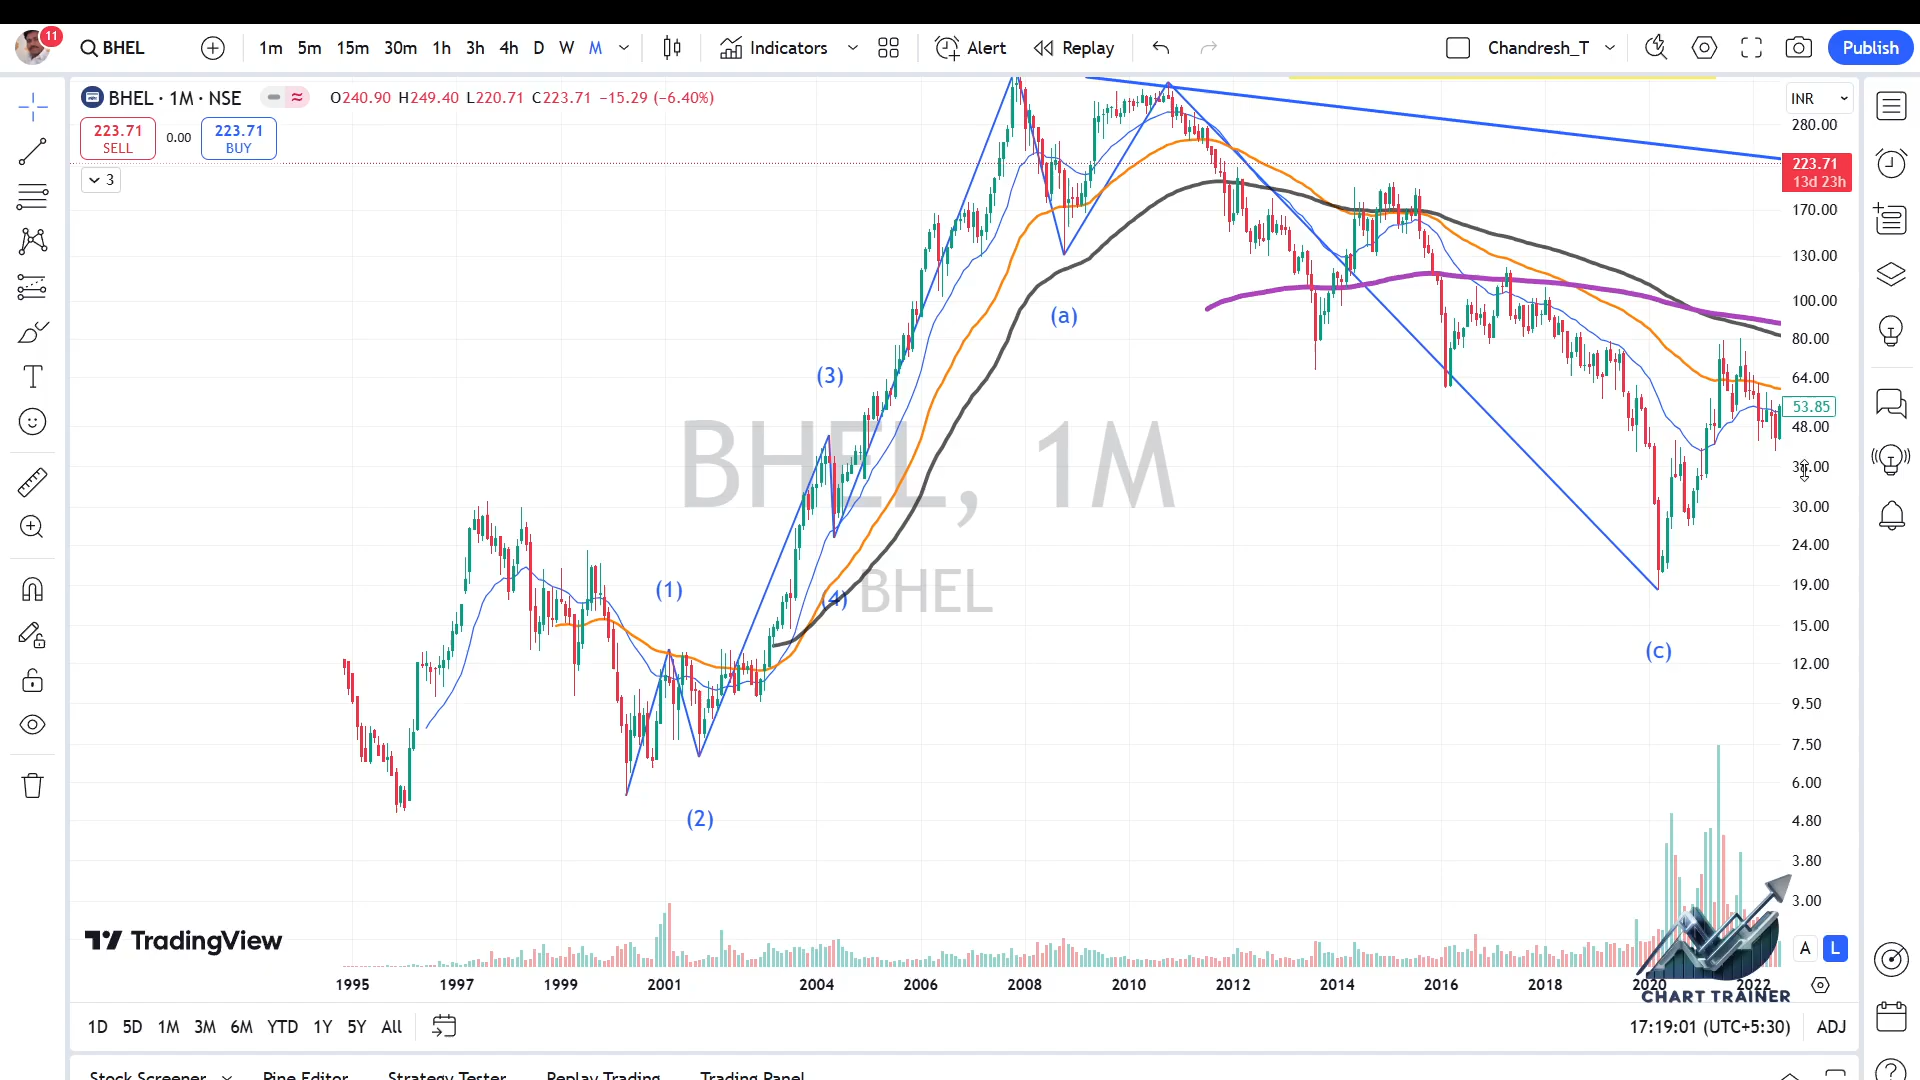 11 BHEL 1m 5m 15m 30m 1h 3h 4h D W M Indicators Alert Replay Chandresh_T Publish
BHEL · 1M · NSE O240.90 H249.40 L220.71 C223.71 −15.29 (−6.40%)
INR
223.71 SELL 0.00 223.71 BUY
3
280.00
223.71
13d 23h
170.00
130.00
100.00
80.00
64.00
53.85
48.00
30.00
24.00
19.00
15.00
12.00
9.50
7.50
6.00
4.80
3.80
3.00
(a)
(3)
BHEL, 1M
BHEL
(1)
(4)
(c)
(2)
TradingView
A L
1995 1997 1999 2001 2004 2006 2008 2010 2012 2014 2016 2018 2020 2022
CHART TRAINER
1D 5D 1M 3M 6M YTD 1Y 5Y All 17:19:01 (UTC+5:30) ADJ
Stock Screener Pine Editor Strategy Tester Replay Trading Trading Panel